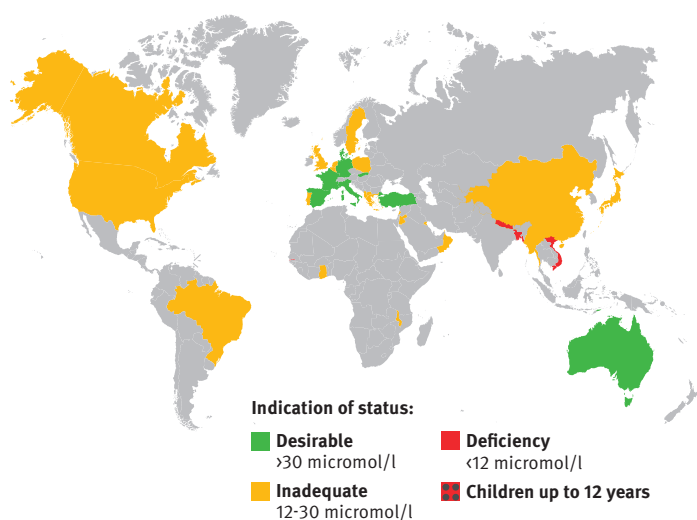 Indication of status:
Desirable
>30 micromol/l
Inadequate
12-30 micromol/l
Deficiency
<12 micromol/l
Children up to 12 years